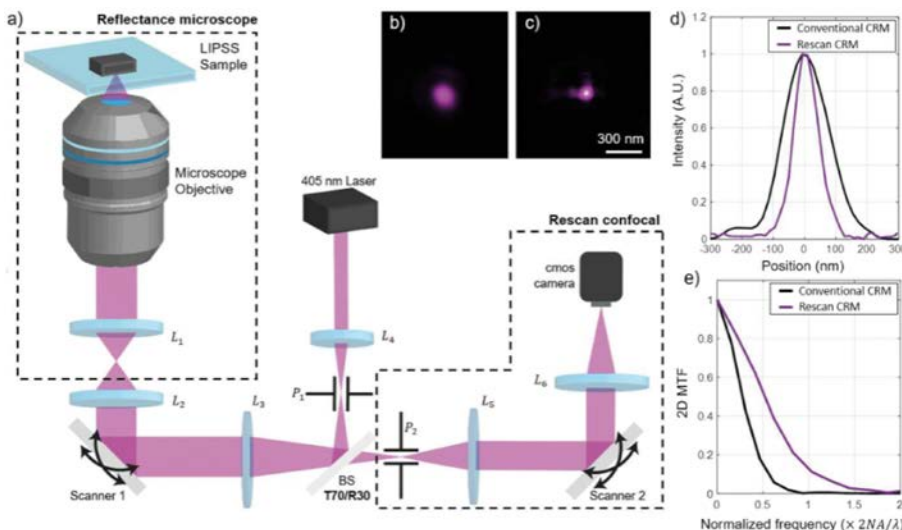 a)
Reflectance microscope
LIPSS
Sample
Microscope
Objective
L₁
L₂
Scanner 1
L₃
405 nm Laser
L₄
P₁
BS
T70/R30
P₂
Rescan confocal
cmos
camera
L₆
L₅
Scanner 2
b)
c)
300 nm
d)
Conventional CRM
Rescan CRM
Intensity (A.U.)
1
0.8
0.6
0.4
0.2
0
-300 -200 -100 0 100 200 300
Position (nm)
e)
Conventional CRM
Rescan CRM
2D MTF
1
0.8
0.6
0.4
0.2
0
0 0.5 1 1.5 2
Normalized frequency (× 2NA/λ)